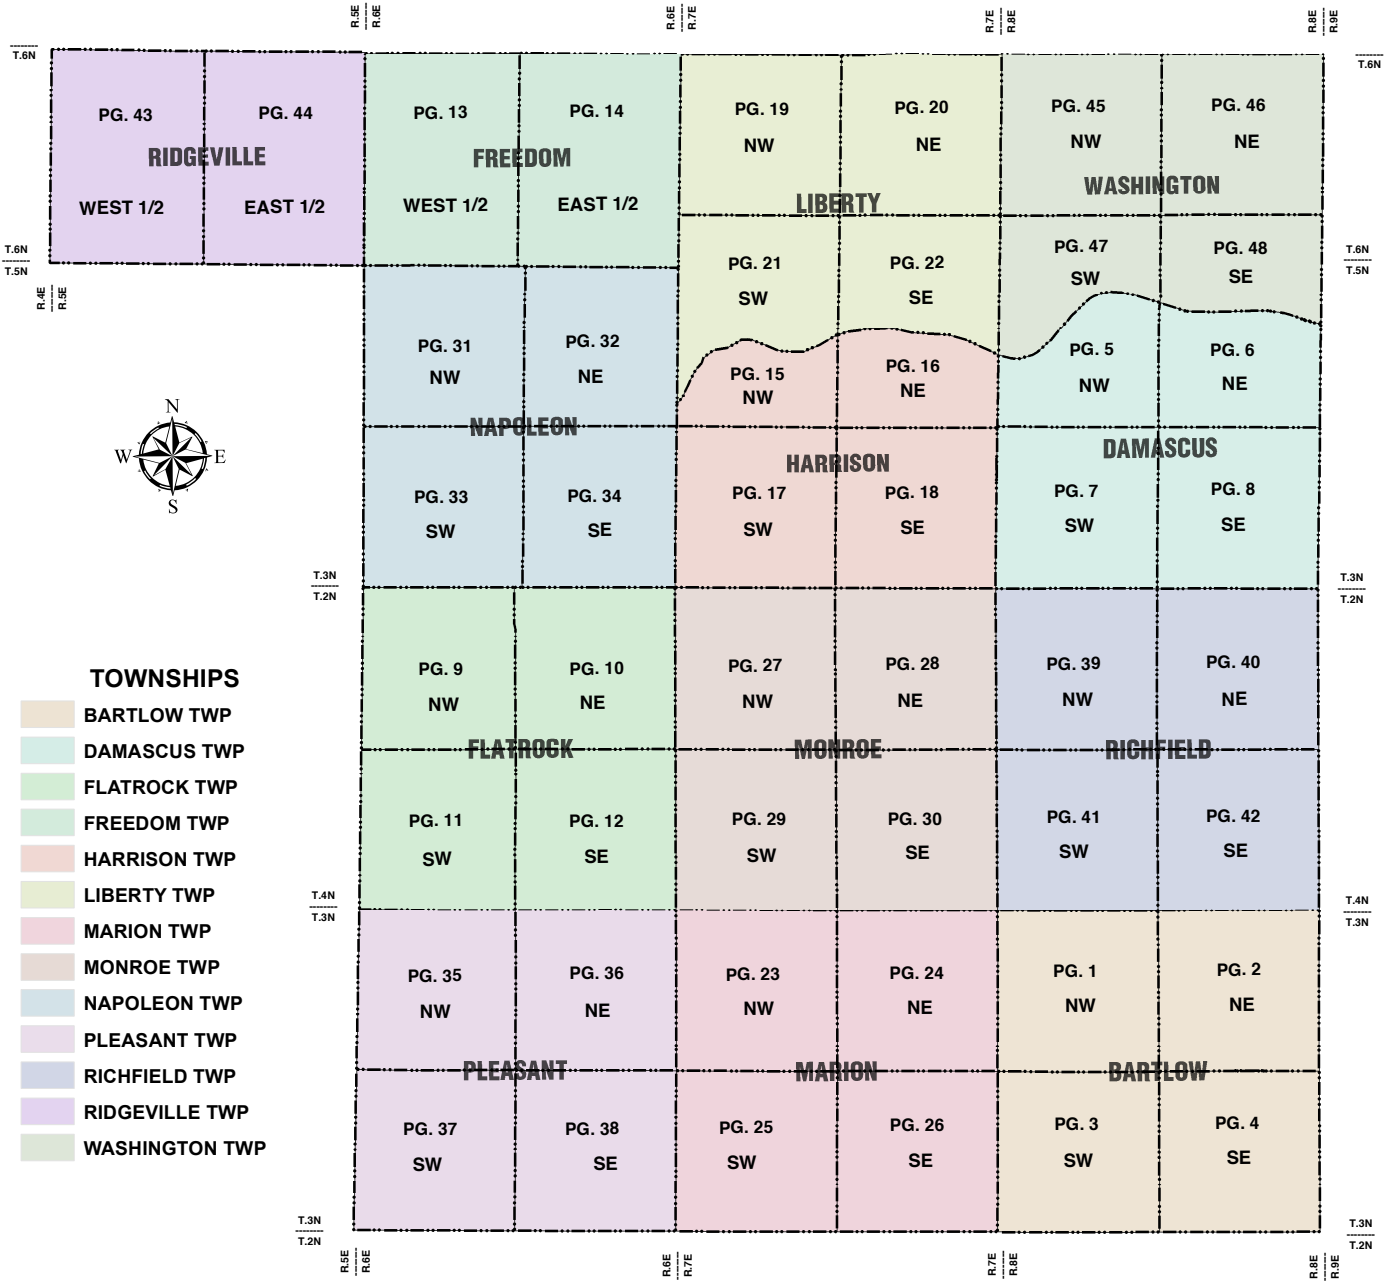 R.5E
R.6E
R.6E
R.7E
R.7E
R.8E
R.8E
R.9E
T.6N
T.6N
PG. 43
PG. 44
RIDGEVILLE
WEST 1/2
EAST 1/2
PG. 13
PG. 14
FREEDOM
WEST 1/2
EAST 1/2
PG. 19
NW
PG. 20
NE
LIBERTY
PG. 21
SW
PG. 22
SE
PG. 45
NW
PG. 46
NE
WASHINGTON
PG. 47
SW
PG. 48
SE
T.6N
T.5N
T.6N
T.5N
R.4E
R.5E
PG. 31
NW
PG. 32
NE
NAPOLEON
PG. 33
SW
PG. 34
SE
PG. 15
NW
PG. 16
NE
HARRISON
PG. 17
SW
PG. 18
SE
PG. 5
NW
PG. 6
NE
DAMASCUS
PG. 7
SW
PG. 8
SE
N
W
E
S
T.3N
T.2N
T.3N
T.2N
PG. 9
NW
PG. 10
NE
FLATROCK
PG. 11
SW
PG. 12
SE
PG. 27
NW
PG. 28
NE
MONROE
PG. 29
SW
PG. 30
SE
PG. 39
NW
PG. 40
NE
RICHFIELD
PG. 41
SW
PG. 42
SE
T.4N
T.3N
T.4N
T.3N
PG. 35
NW
PG. 36
NE
PLEASANT
PG. 37
SW
PG. 38
SE
PG. 23
NW
PG. 24
NE
MARION
PG. 25
SW
PG. 26
SE
PG. 1
NW
PG. 2
NE
BARTLOW
PG. 3
SW
PG. 4
SE
T.3N
T.2N
T.3N
T.2N
R.5E
R.6E
R.6E
R.7E
R.7E
R.8E
R.8E
R.9E
TOWNSHIPS
BARTLOW TWP
DAMASCUS TWP
FLATROCK TWP
FREEDOM TWP
HARRISON TWP
LIBERTY TWP
MARION TWP
MONROE TWP
NAPOLEON TWP
PLEASANT TWP
RICHFIELD TWP
RIDGEVILLE TWP
WASHINGTON TWP